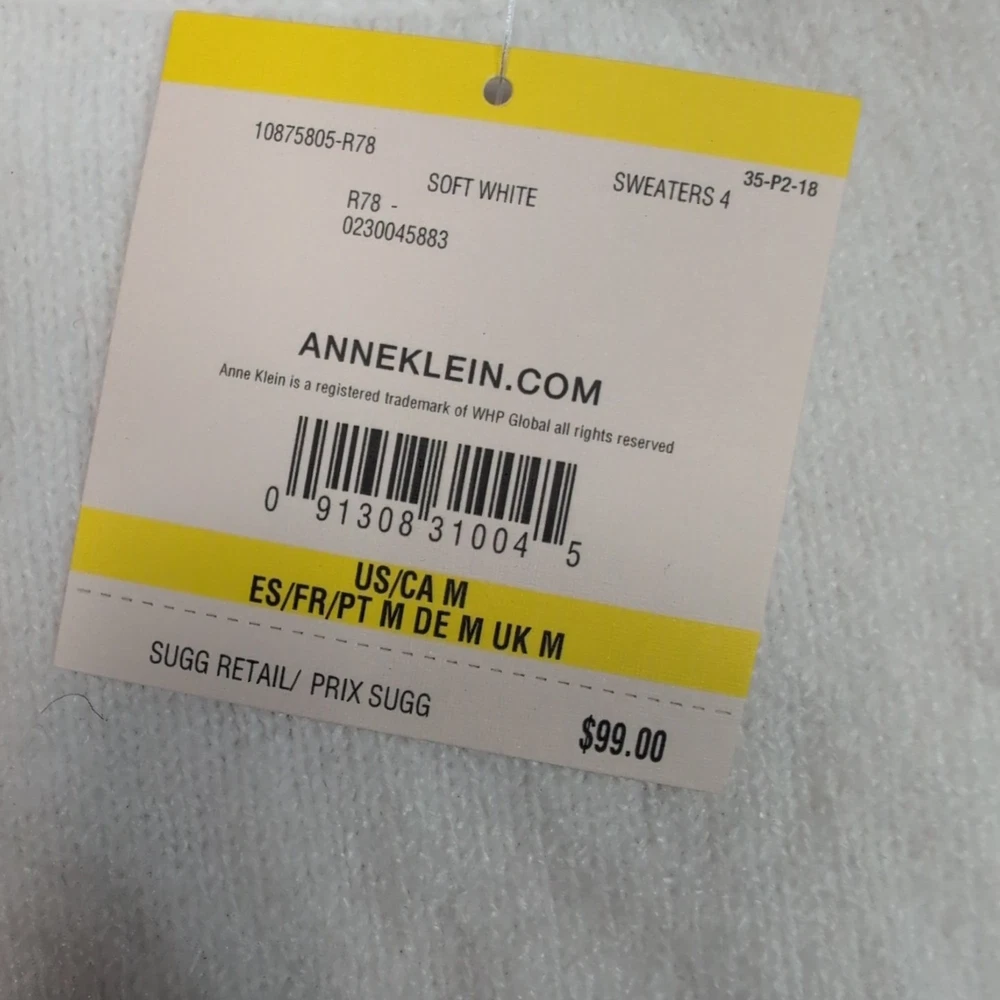 10875805-R78
SOFT WHITE
SWEATERS 4
35-P2-18
R78 -
0230045883
ANNEKLEIN.COM
Anne Klein is a registered trademark of WHP Global all rights reserved
0 91308 31004 5
US/CA M
ES/FR/PT M DE M UK M
SUGG RETAIL/ PRIX SUGG
$99.00